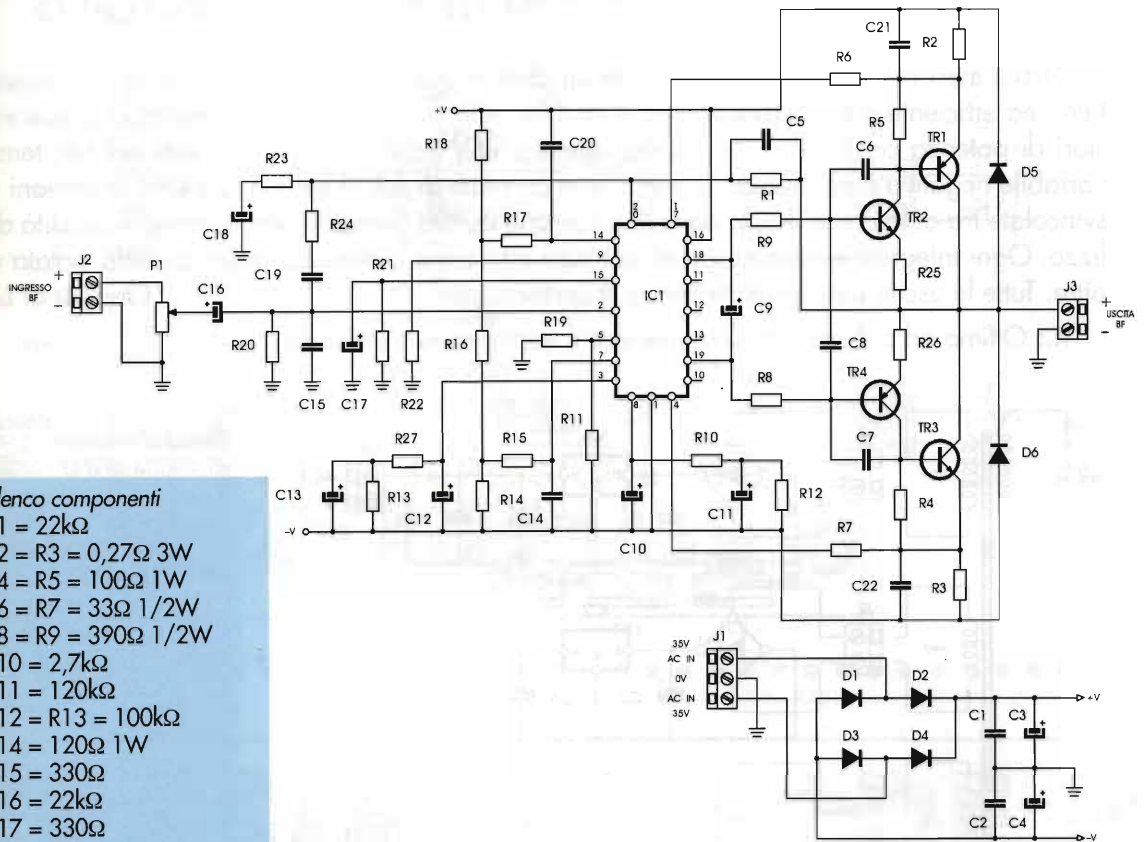 C21
R2
R6
+V
R5
TR1
C5
R18
C20
C6
R23
D5
R1
TR2
R24
R17
2
0
1
7
C18
14
16
R9
J2
P1
R21
9
18
C19
15
11
R25
+
INGRESSO
BF
-
C16
IC1
J3
+
USCITA
BF
-
2
12
C9
R19
R20
R16
5
13
C8
R26
7
19
TR4
C15
C17
R22
3
10
R8
R11
8
1
4
TR3
R27
R15
R10
C7
D6
C13
R13
R14
R12
R4
C12
C14
C11
-V
R7
C10
C22
R3
lenco componenti
1 = 22kΩ
2 = R3 = 0,27Ω 3W
4 = R5 = 100Ω 1W
6 = R7 = 33Ω 1/2W
8 = R9 = 390Ω 1/2W
10 = 2,7kΩ
11 = 120kΩ
12 = R13 = 100kΩ
14 = 120Ω 1W
15 = 330Ω
16 = 22kΩ
17 = 330Ω
J1
35V
AC IN
0V
AC IN
35V
D1
D2
+V
C1
C3
D3
D4
C2
C4
-V